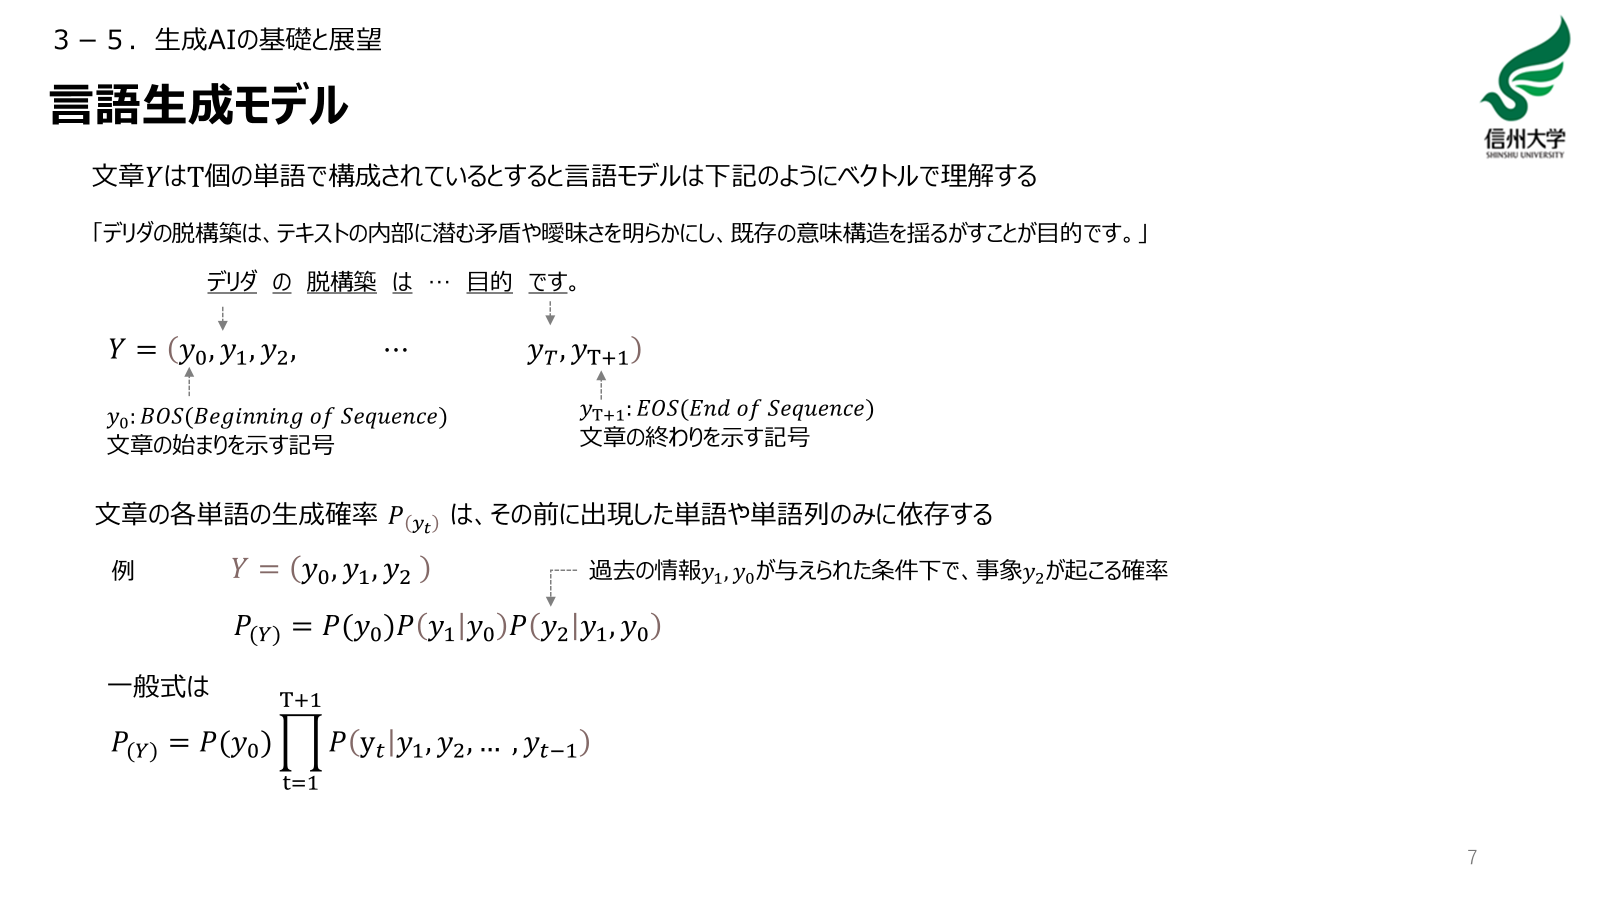 ３－５．生成AIの基礎と展望
言語生成モデル
信州大学
SHINSHU UNIVERSITY
文章YはT個の単語で構成されているとすると言語モデルは下記のようにベクトルで理解する
「デリダの脱構築は、テキストの内部に潜む矛盾や曖昧さを明らかにし、既存の意味構造を揺るがすことが目的です。」
デリダ の 脱構築 は … 目的 です。
Y = (y₀, y₁, y₂, ⋯ y_T, y_{T+1})
y₀: BOS(Beginning of Sequence)
文章の始まりを示す記号
y_{T+1}: EOS(End of Sequence)
文章の終わりを示す記号
文章の各単語の生成確率 P_{(y_t)} は、その前に出現した単語や単語列のみに依存する
例 Y = (y₀, y₁, y₂ )
過去の情報y₁, y₀が与えられた条件下で、事象y₂が起こる確率
P_{(Y)} = P(y₀)P(y₁|y₀)P(y₂|y₁, y₀)
一般式は
P_{(Y)} = P(y₀) ∏_{t=1}^{T+1} P(y_t|y₁, y₂, … , y_{t−1})
7